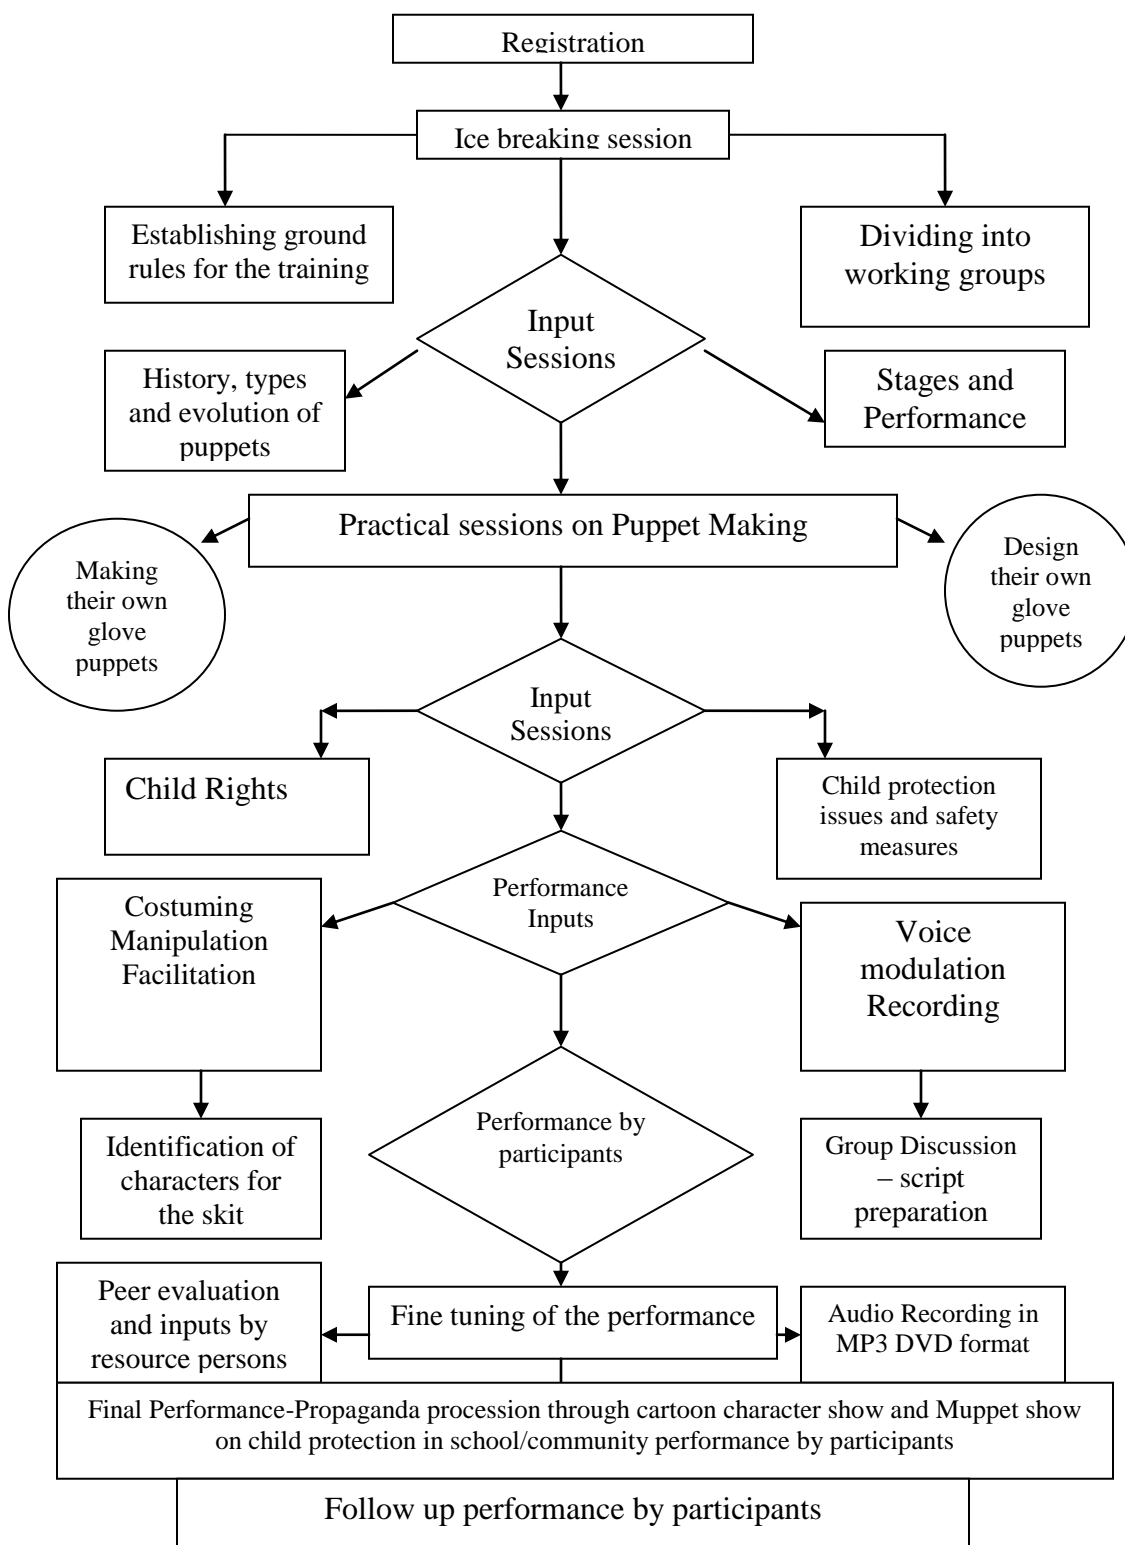 Registration
Ice breaking session
Establishing ground
rules for the training
Dividing into
working groups
Input
Sessions
History, types
and evolution of
puppets
Stages and
Performance
Practical sessions on Puppet Making
Making
their own
glove
puppets
Design
their own
glove
puppets
Input
Sessions
Child Rights
Child protection
issues and safety
measures
Performance
Inputs
Costuming
Manipulation
Facilitation
Voice
modulation
Recording
Performance by
participants
Identification of
characters for
the skit
Group Discussion
– script
preparation
Peer evaluation
and inputs by
resource persons
Fine tuning of the performance
Audio Recording in
MP3 DVD format
Final Performance-Propaganda procession through cartoon character show and Muppet show
on child protection in school/community performance by participants
Follow up performance by participants